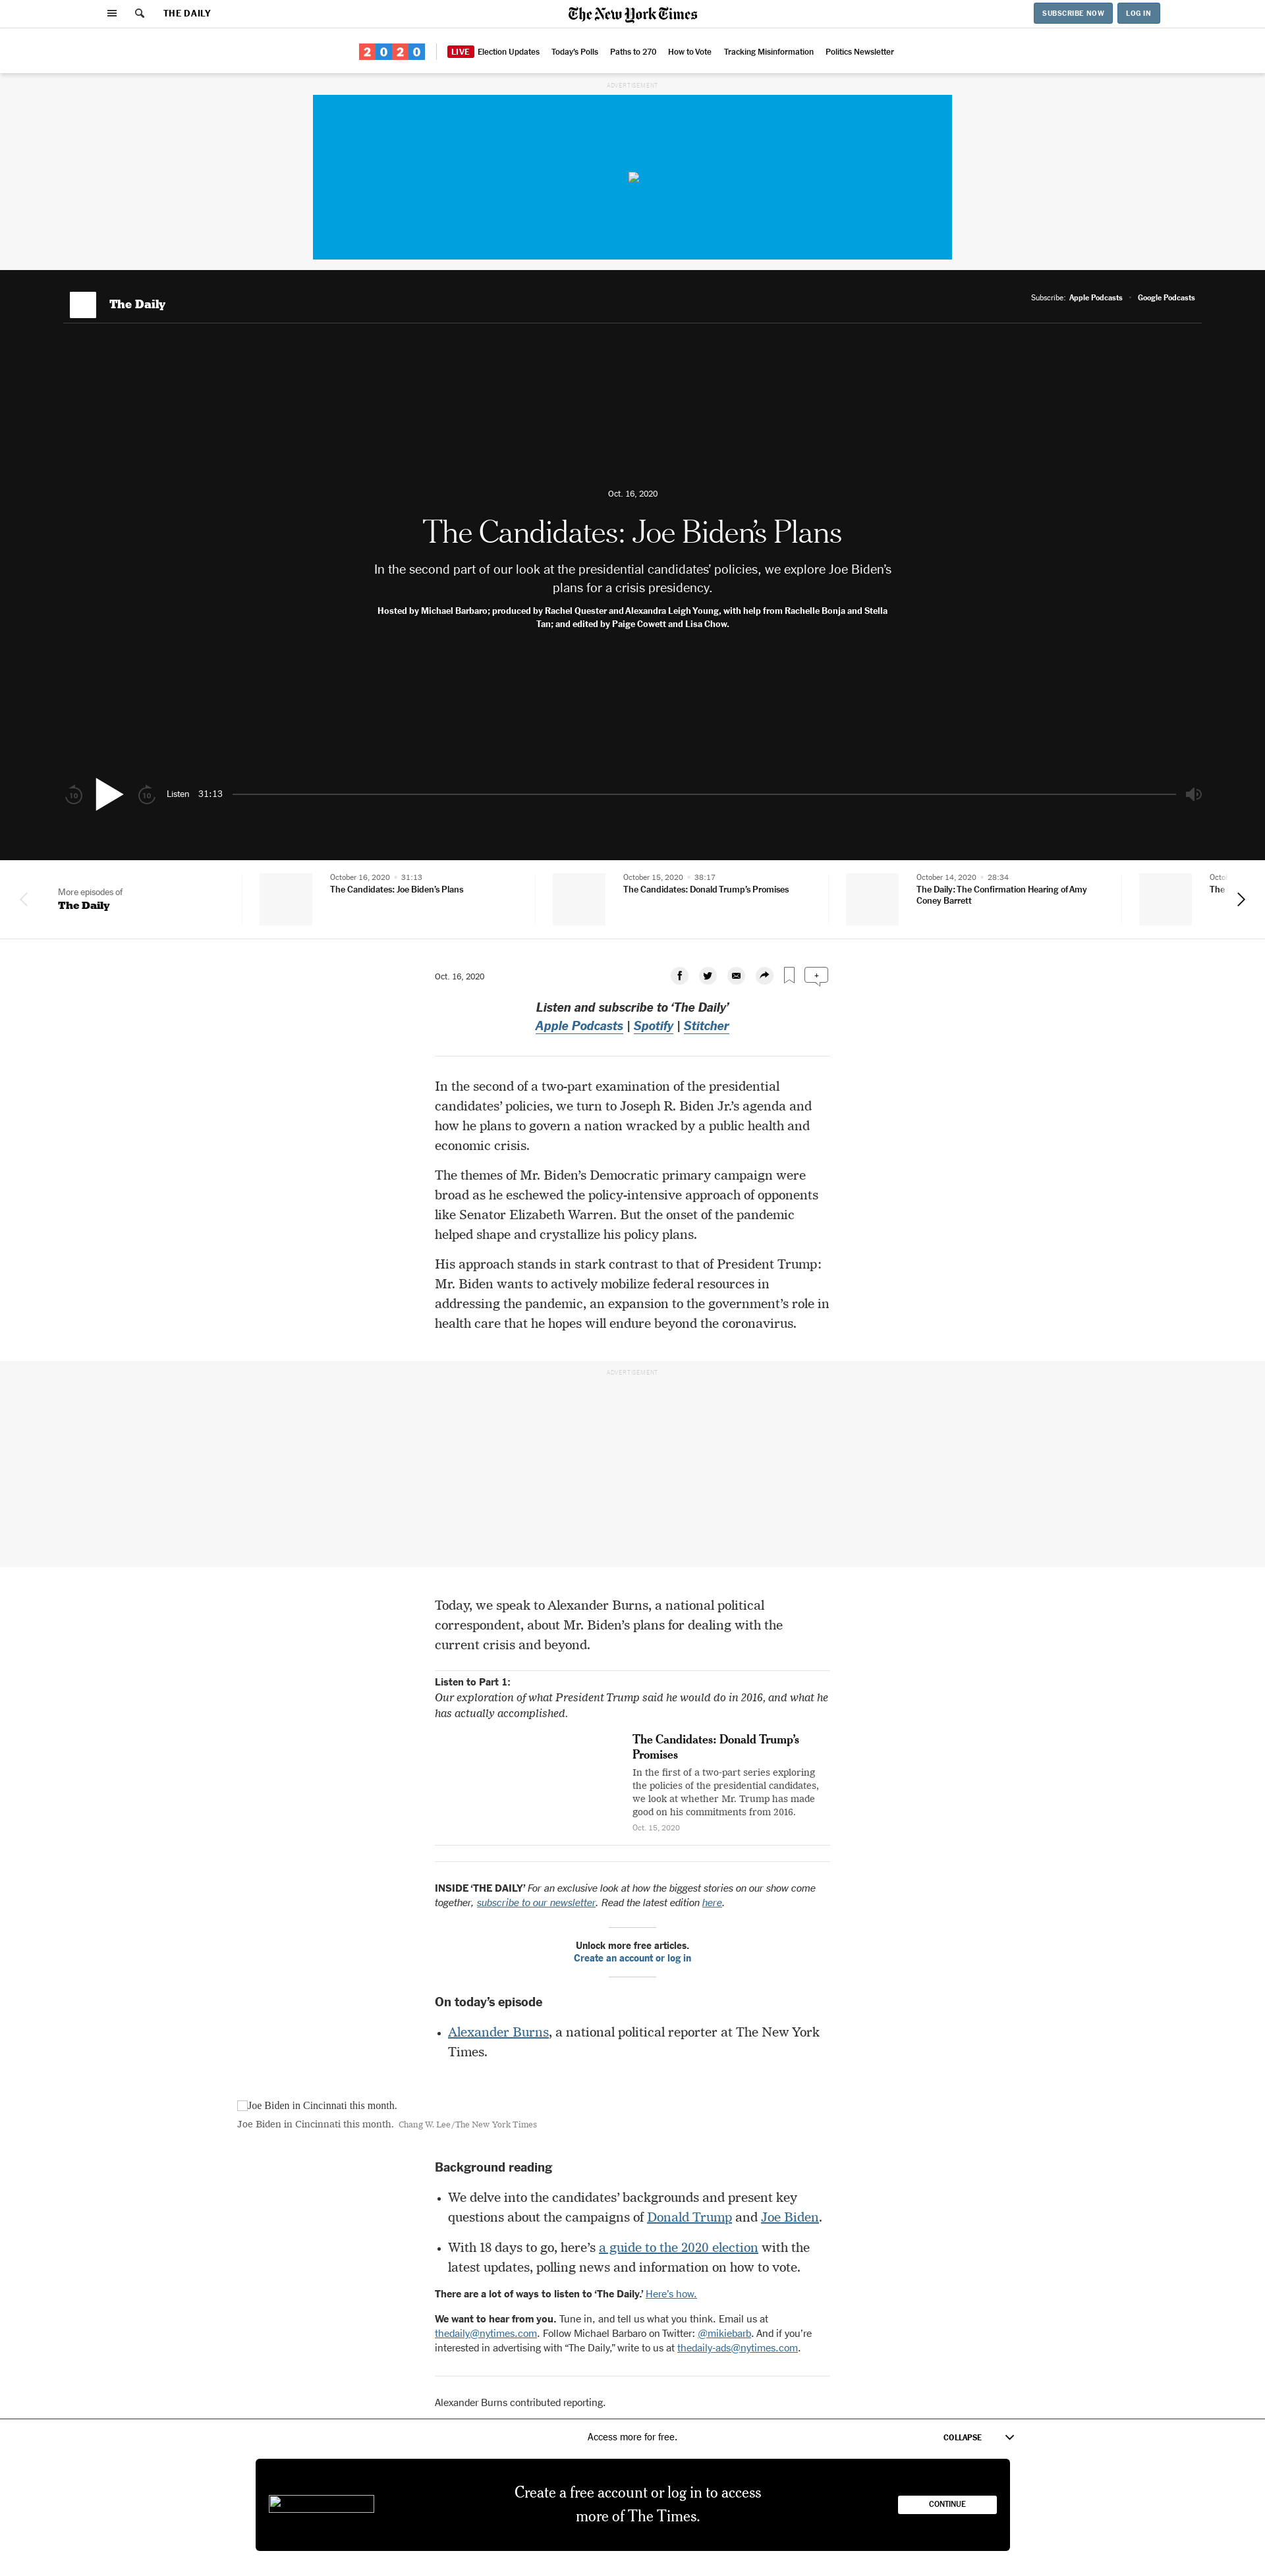 THE DAILY
The New York Times
SUBSCRIBE NOW
LOG IN
2020
LIVE Election Updates
Today's Polls
Paths to 270
How to Vote
Tracking Misinformation
Politics Newsletter
ADVERTISEMENT
The Daily
Subscribe: Apple Podcasts • Google Podcasts
Oct. 16, 2020
The Candidates: Joe Biden’s Plans
In the second part of our look at the presidential candidates’ policies, we explore Joe Biden’s
plans for a crisis presidency.
Hosted by Michael Barbaro; produced by Rachel Quester and Alexandra Leigh Young, with help from Rachelle Bonja and Stella
Tan; and edited by Paige Cowett and Lisa Chow.
10
10
Listen 31:13
More episodes of
The Daily
October 16, 2020 • 31:13
The Candidates: Joe Biden’s Plans
October 15, 2020 • 38:17
The Candidates: Donald Trump’s Promises
October 14, 2020 • 28:34
The Daily: The Confirmation Hearing of Amy
Coney Barrett
The
Oct. 16, 2020
+
Listen and subscribe to ‘The Daily’
Apple Podcasts | Spotify | Stitcher
In the second of a two-part examination of the presidential
candidates’ policies, we turn to Joseph R. Biden Jr.’s agenda and
how he plans to govern a nation wracked by a public health and
economic crisis.
The themes of Mr. Biden’s Democratic primary campaign were
broad as he eschewed the policy-intensive approach of opponents
like Senator Elizabeth Warren. But the onset of the pandemic
helped shape and crystallize his policy plans.
His approach stands in stark contrast to that of President Trump:
Mr. Biden wants to actively mobilize federal resources in
addressing the pandemic, an expansion to the government’s role in
health care that he hopes will endure beyond the coronavirus.
ADVERTISEMENT
Today, we speak to Alexander Burns, a national political
correspondent, about Mr. Biden’s plans for dealing with the
current crisis and beyond.
Listen to Part 1:
Our exploration of what President Trump said he would do in 2016, and what he
has actually accomplished.
The Candidates: Donald Trump’s
Promises
In the first of a two-part series exploring
the policies of the presidential candidates,
we look at whether Mr. Trump has made
good on his commitments from 2016.
Oct. 15, 2020
INSIDE ‘THE DAILY’ For an exclusive look at how the biggest stories on our show come
together, subscribe to our newsletter. Read the latest edition here.
Unlock more free articles.
Create an account or log in
On today’s episode
• Alexander Burns, a national political reporter at The New York
Times.
Joe Biden in Cincinnati this month.
Joe Biden in Cincinnati this month. Chang W. Lee/The New York Times
Background reading
• We delve into the candidates’ backgrounds and present key
questions about the campaigns of Donald Trump and Joe Biden.
• With 18 days to go, here’s a guide to the 2020 election with the
latest updates, polling news and information on how to vote.
There are a lot of ways to listen to ‘The Daily.’ Here’s how.
We want to hear from you. Tune in, and tell us what you think. Email us at
thedaily@nytimes.com. Follow Michael Barbaro on Twitter: @mikiebarb. And if you’re
interested in advertising with “The Daily,” write to us at thedaily-ads@nytimes.com.
Alexander Burns contributed reporting.
Access more for free.
COLLAPSE
Create a free account or log in to access
more of The Times.
CONTINUE